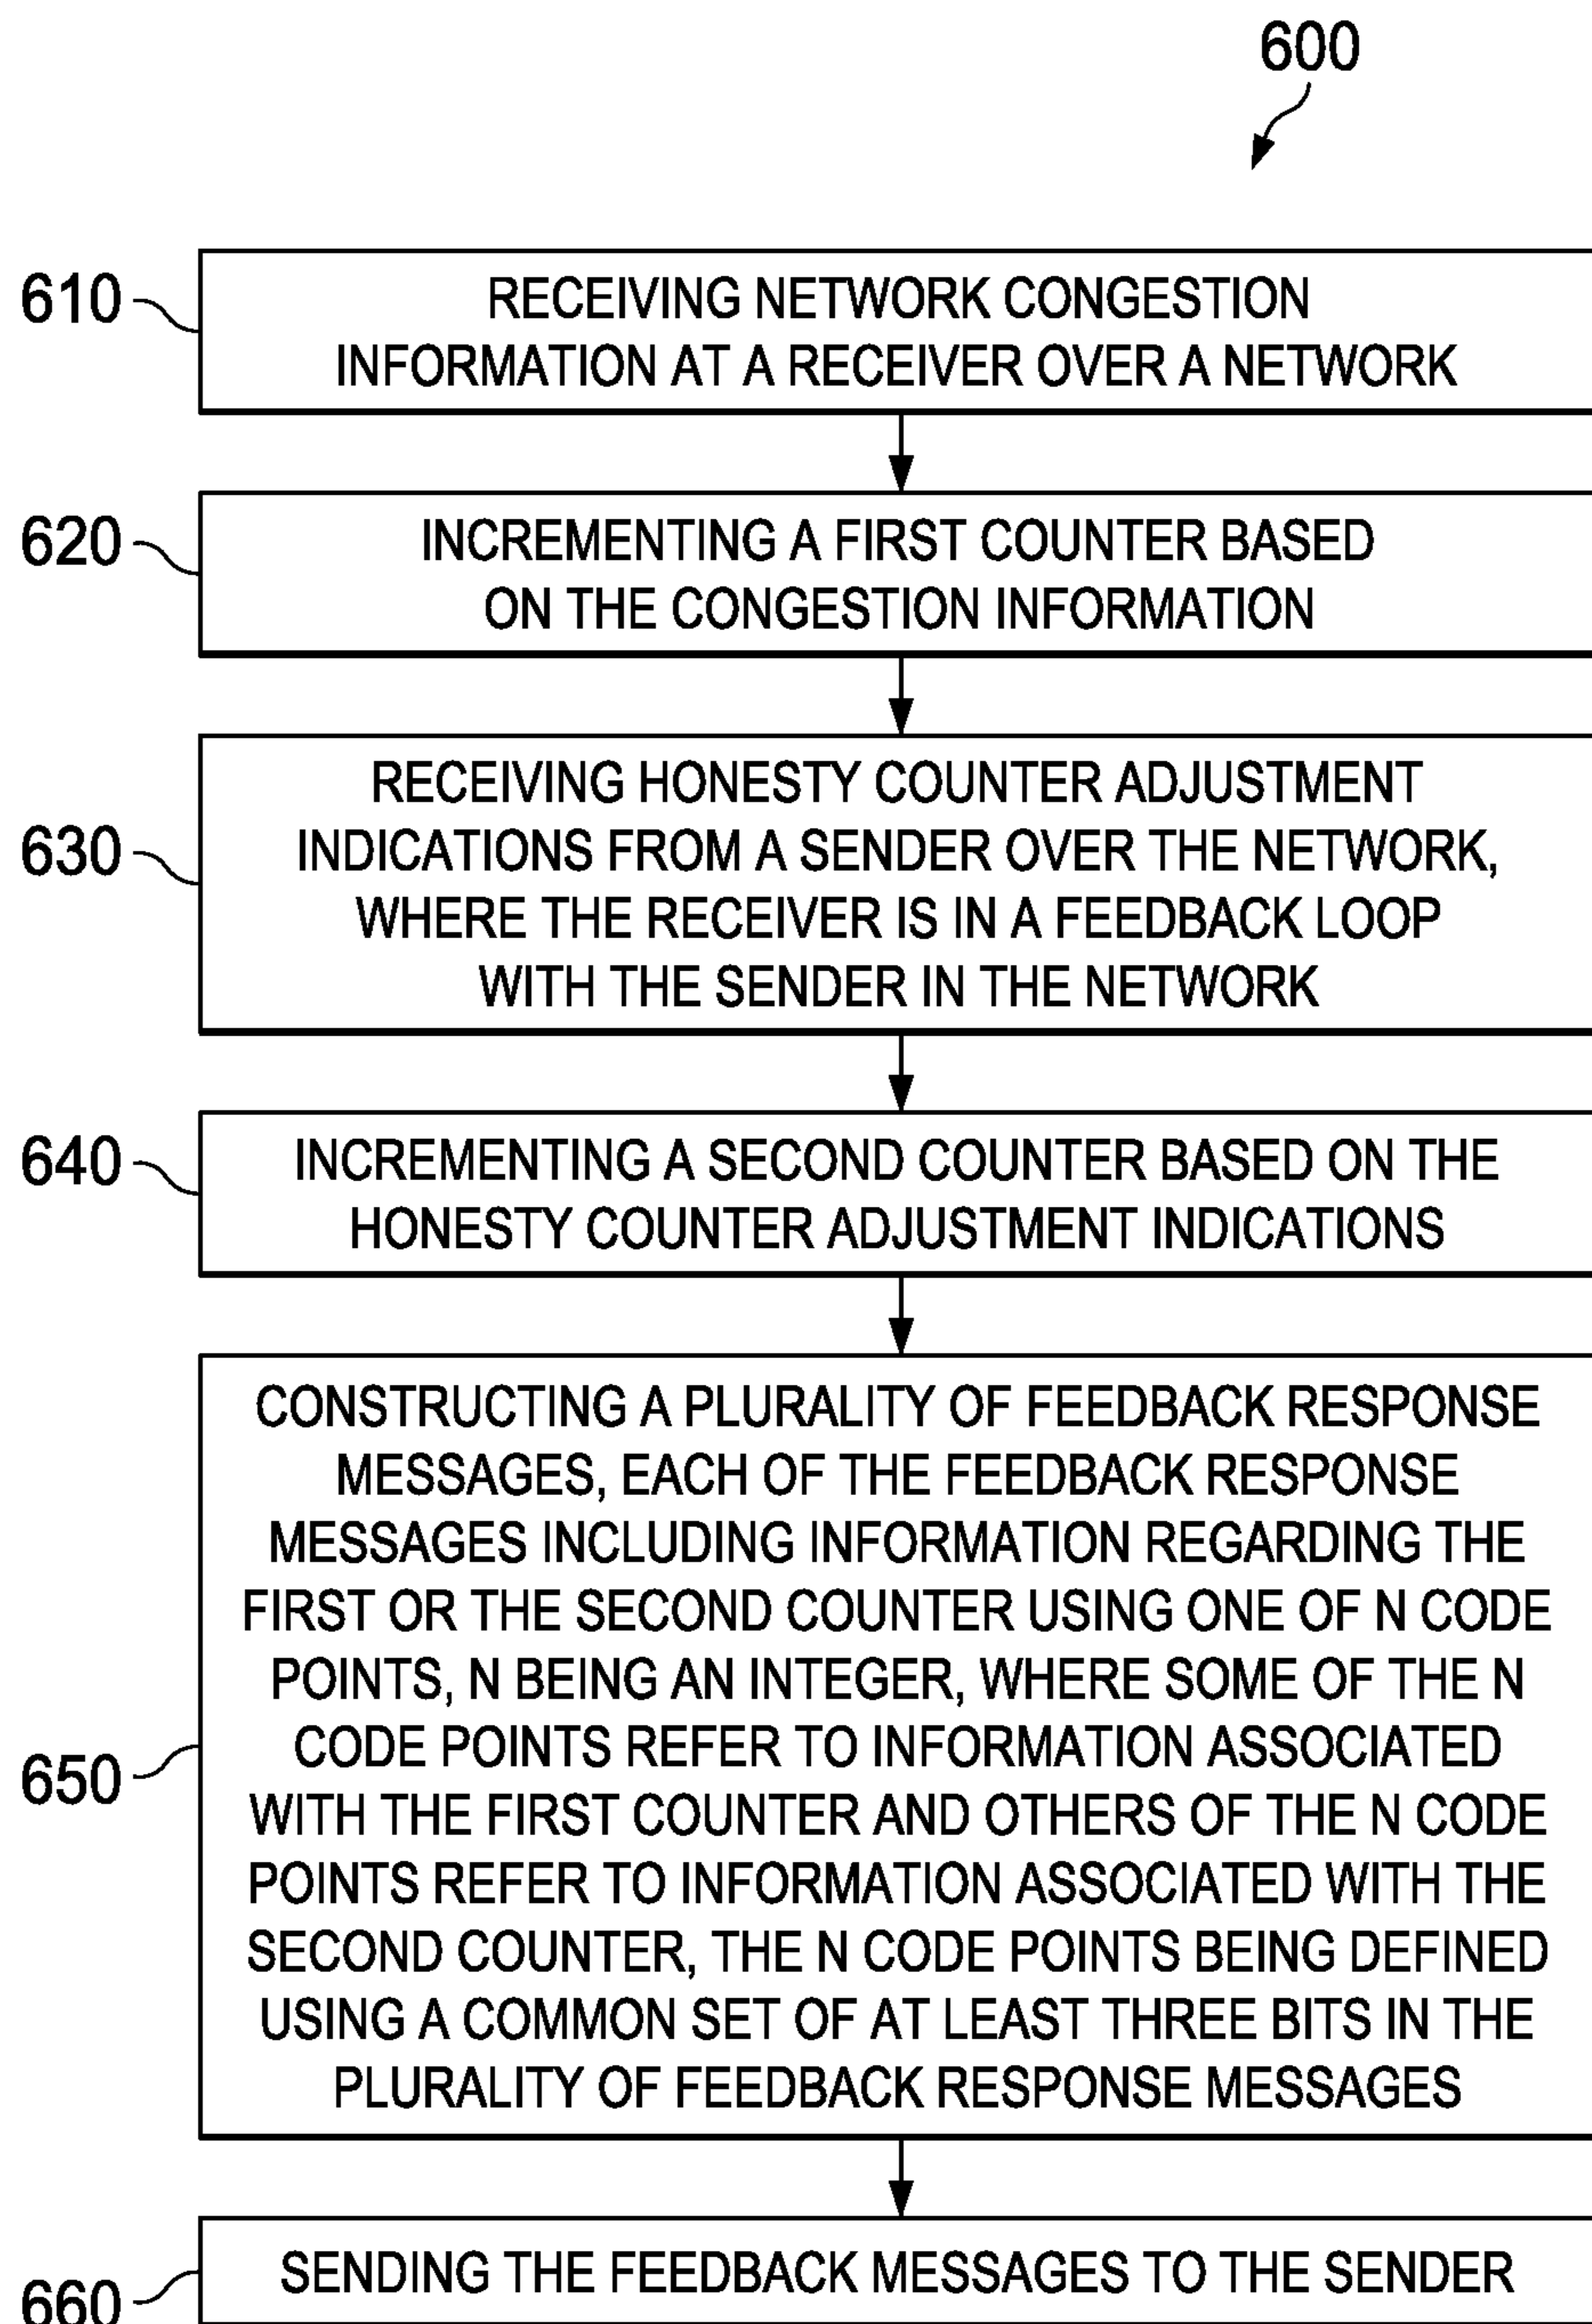 600
610
RECEIVING NETWORK CONGESTION
INFORMATION AT A RECEIVER OVER A NETWORK
620
INCREMENTING A FIRST COUNTER BASED
ON THE CONGESTION INFORMATION
630
RECEIVING HONESTY COUNTER ADJUSTMENT
INDICATIONS FROM A SENDER OVER THE NETWORK,
WHERE THE RECEIVER IS IN A FEEDBACK LOOP
WITH THE SENDER IN THE NETWORK
640
INCREMENTING A SECOND COUNTER BASED ON THE
HONESTY COUNTER ADJUSTMENT INDICATIONS
650
CONSTRUCTING A PLURALITY OF FEEDBACK RESPONSE
MESSAGES, EACH OF THE FEEDBACK RESPONSE
MESSAGES INCLUDING INFORMATION REGARDING THE
FIRST OR THE SECOND COUNTER USING ONE OF N CODE
POINTS, N BEING AN INTEGER, WHERE SOME OF THE N
CODE POINTS REFER TO INFORMATION ASSOCIATED
WITH THE FIRST COUNTER AND OTHERS OF THE N CODE
POINTS REFER TO INFORMATION ASSOCIATED WITH THE
SECOND COUNTER, THE N CODE POINTS BEING DEFINED
USING A COMMON SET OF AT LEAST THREE BITS IN THE
PLURALITY OF FEEDBACK RESPONSE MESSAGES
660
SENDING THE FEEDBACK MESSAGES TO THE SENDER